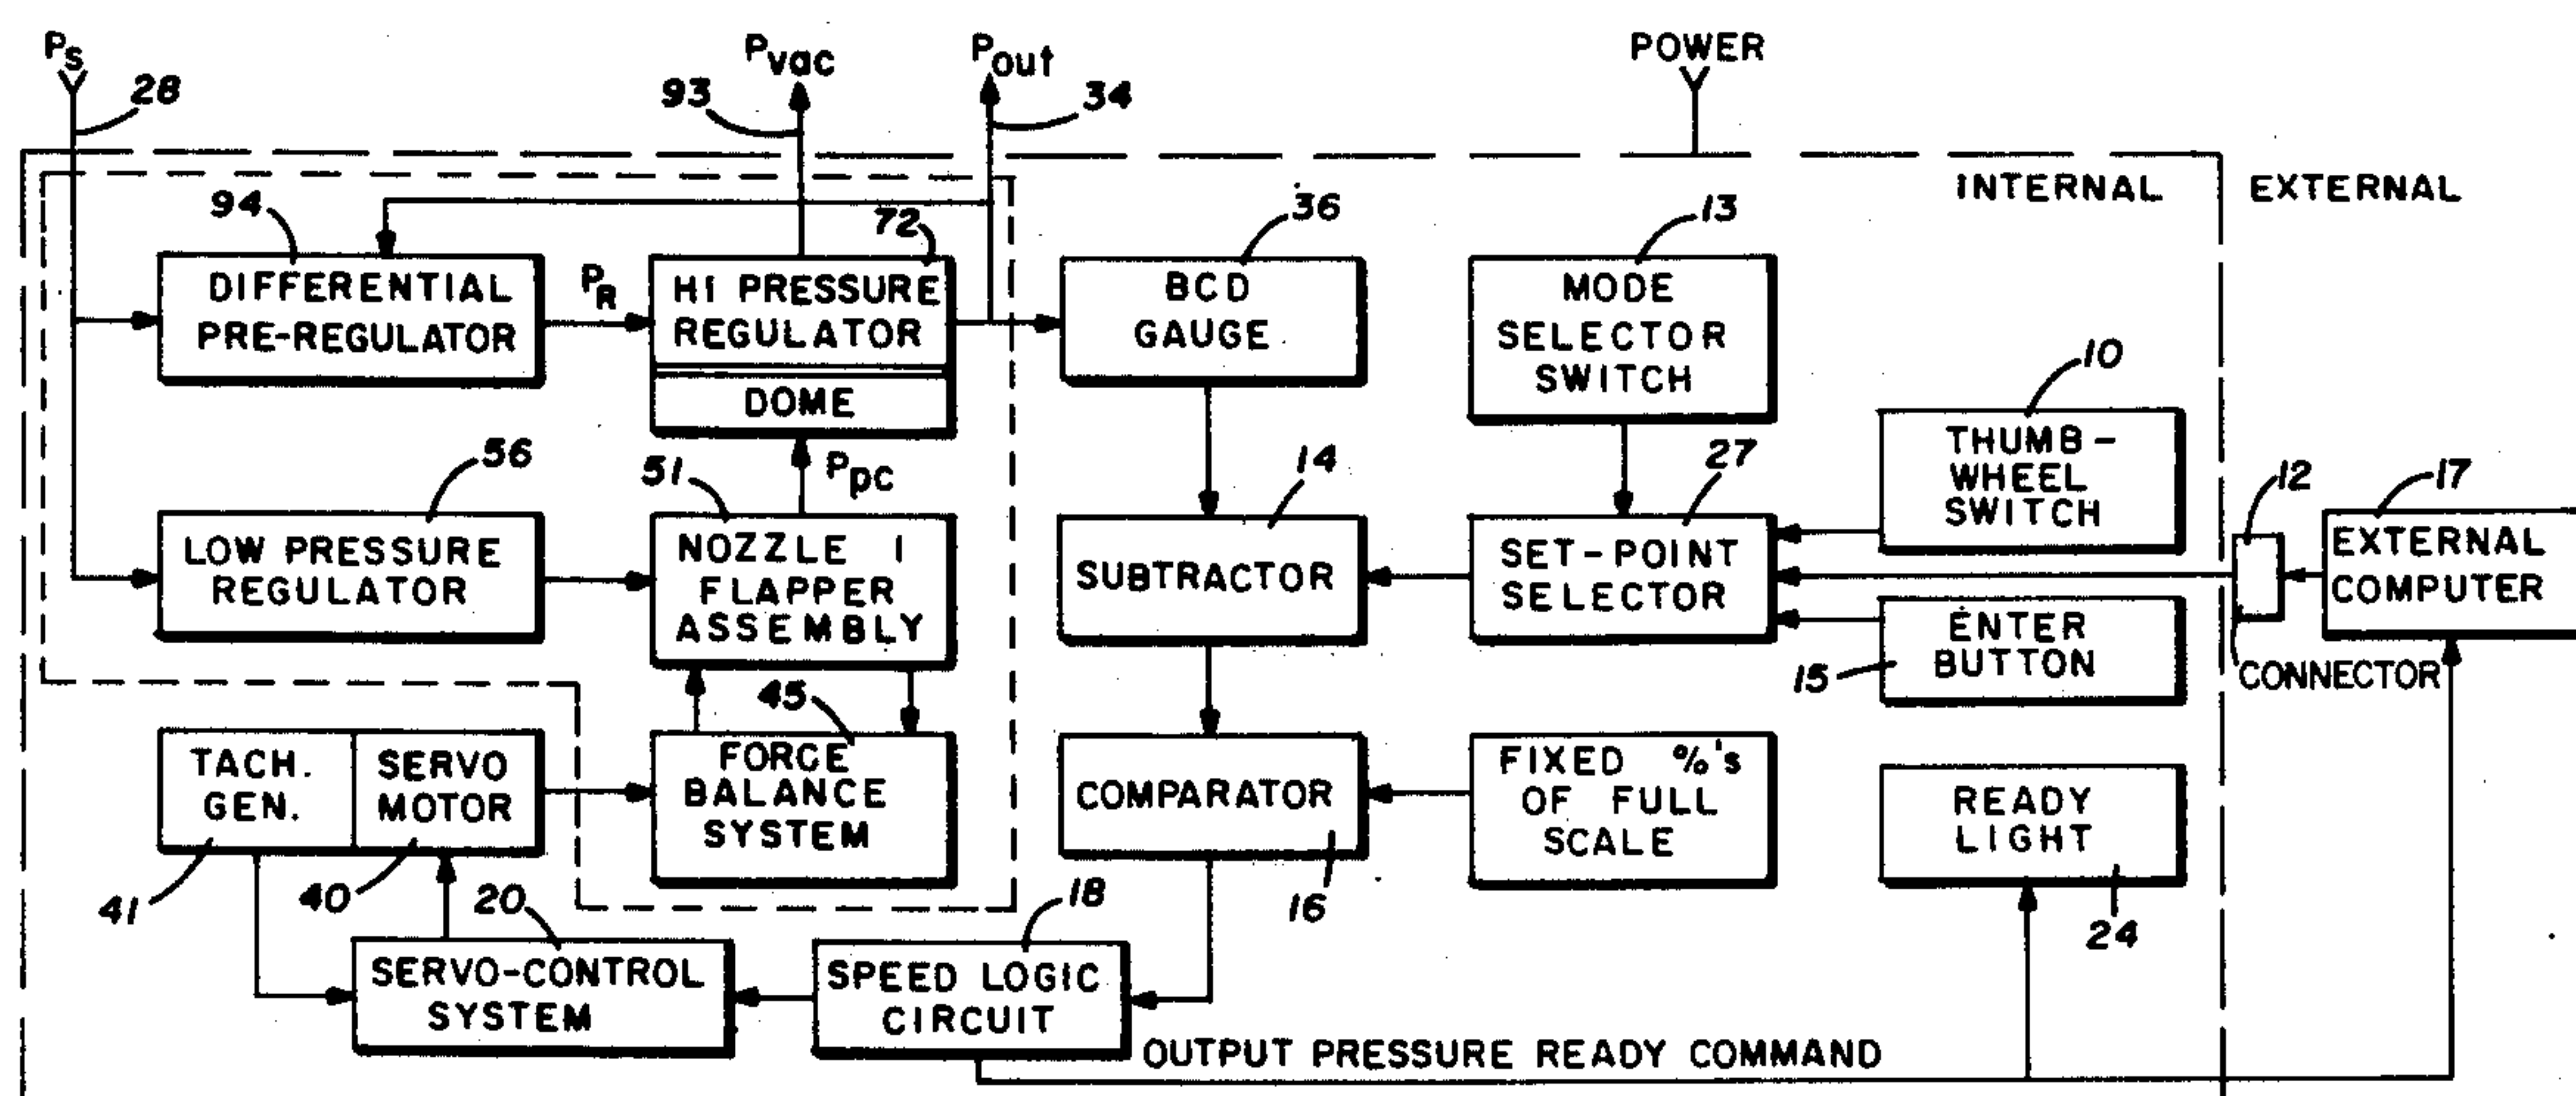 Ps
28
93
Pvac
Pout
34
POWER
INTERNAL
EXTERNAL
94
DIFFERENTIAL
PRE-REGULATOR
PR
72
HI PRESSURE
REGULATOR
DOME
36
BCD
GAUGE
13
MODE
SELECTOR
SWITCH
10
THUMB-
WHEEL
SWITCH
56
LOW PRESSURE
REGULATOR
51
Ppc
NOZZLE I
FLAPPER
ASSEMBLY
14
SUBTRACTOR
27
SET-POINT
SELECTOR
12
CONNECTOR
17
EXTERNAL
COMPUTER
15
ENTER
BUTTON
TACH.
GEN.
41
SERVO
MOTOR
40
45
FORCE
BALANCE
SYSTEM
COMPARATOR
16
FIXED %'s
OF FULL
SCALE
READY
LIGHT
24
20
SERVO-CONTROL
SYSTEM
18
SPEED LOGIC
CIRCUIT
OUTPUT PRESSURE READY COMMAND